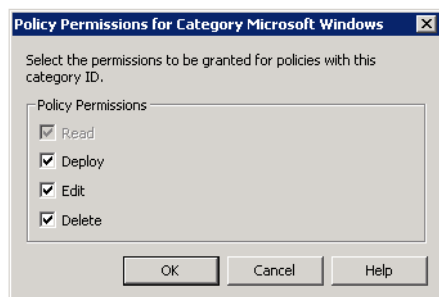 Policy Permissions for Category Microsoft Windows
Select the permissions to be granted for policies with this
category ID.
Policy Permissions
Read
Deploy
Edit
Delete
OK Cancel Help